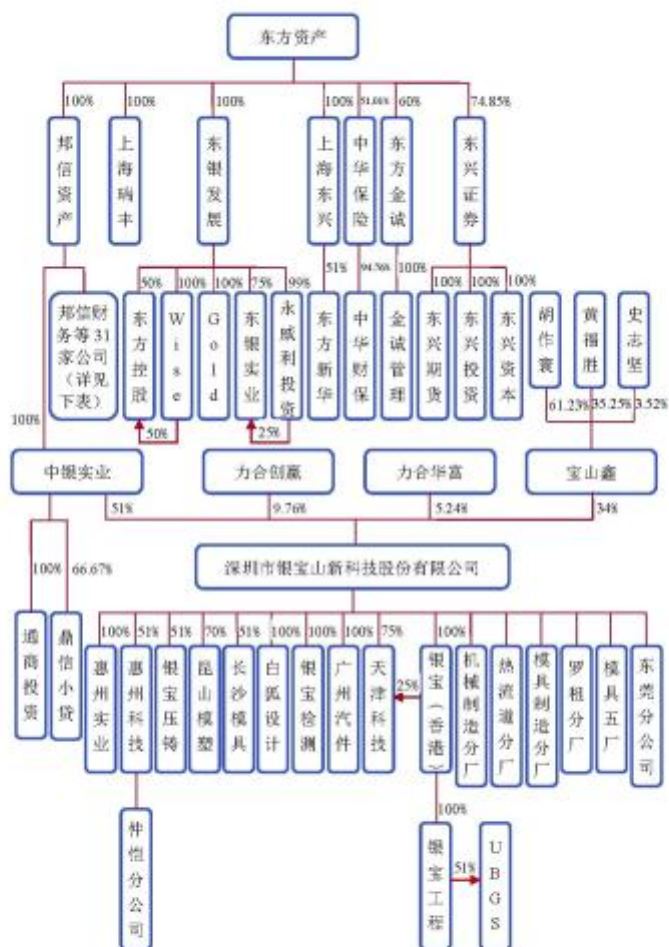 东方资产
100%
100%
100%
100%
51.01%
60%
74.85%
邦信资产
上海瑞丰
东银发展
上海东兴
中华保险
东方金诚
东兴证券
50%
100%
100%
75%
99%
51%
94.76%
100%
100%
100%
100%
邦信财
务等31
家公司
（详见
下表）
东方控股
Wise
Gold
东银实业
永威利投资
东方新华
中华财保
金诚管理
东兴期货
东兴投资
东兴资本
胡作寰
黄福胜
史志坚
61.23%
35.25%
3.52%
100%
50%
25%
中银实业
力合创赢
力合华富
宝山鑫
51%
9.76%
5.24%
34%
深圳市银宝山新科技股份有限公司
100%
66.67%
通商投资
鼎信小贷
100%
51%
51%
70%
51%
100%
100%
100%
75%
100%
惠州实业
惠州科技
银宝压铸
昆山模塑
长沙模具
白狐设计
银宝检测
广州汽件
天津科技
25%
银宝（香港）
机械制造分厂
热流道分厂
模具制造分厂
罗租分厂
模具五厂
东莞分公司
仲恺分公司
100%
银宝工程
51%
UBGS